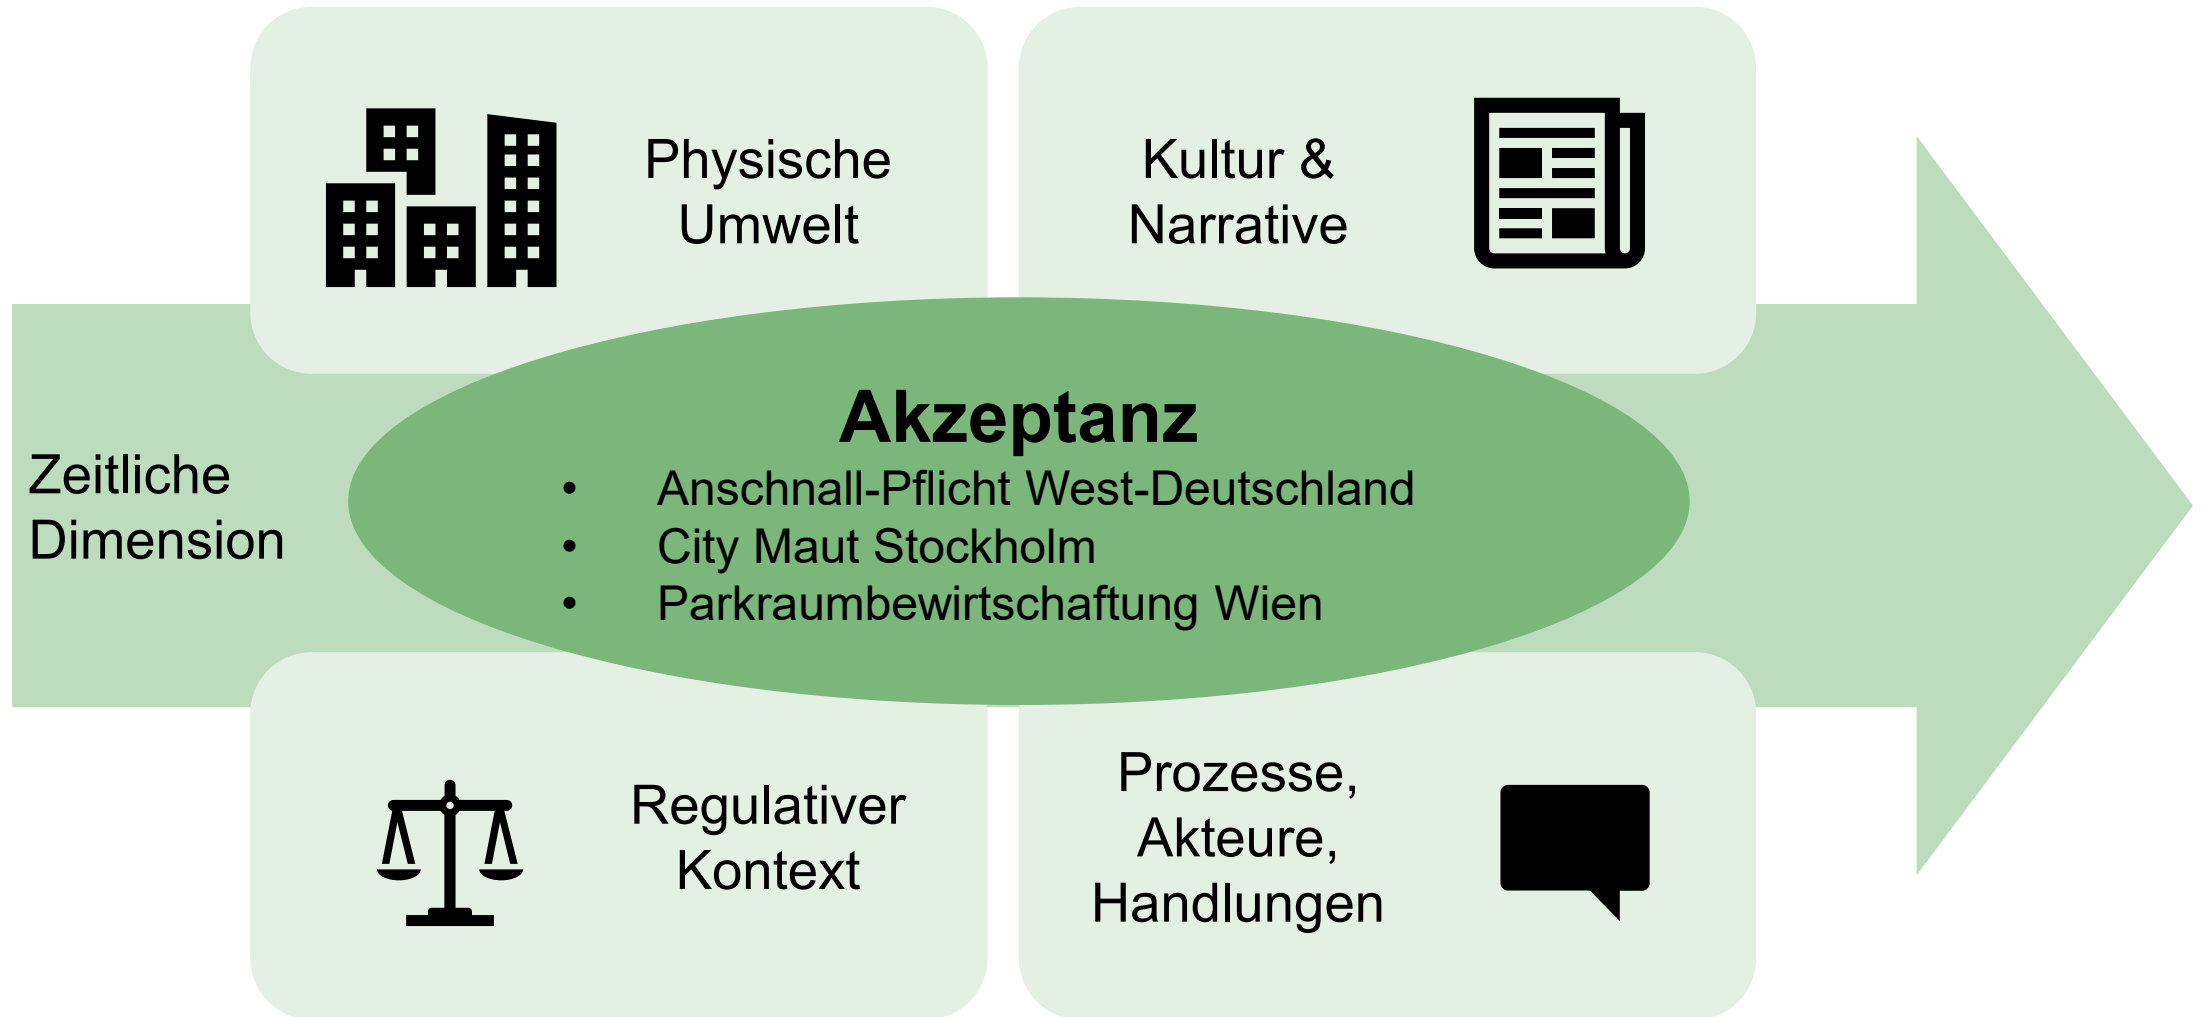 Physische
Umwelt
Kultur &
Narrative
Zeitliche
Dimension
Akzeptanz
• Anschnall-Pflicht West-Deutschland
• City Maut Stockholm
• Parkraumbewirtschaftung Wien
Regulativer
Kontext
Prozesse,
Akteure,
Handlungen